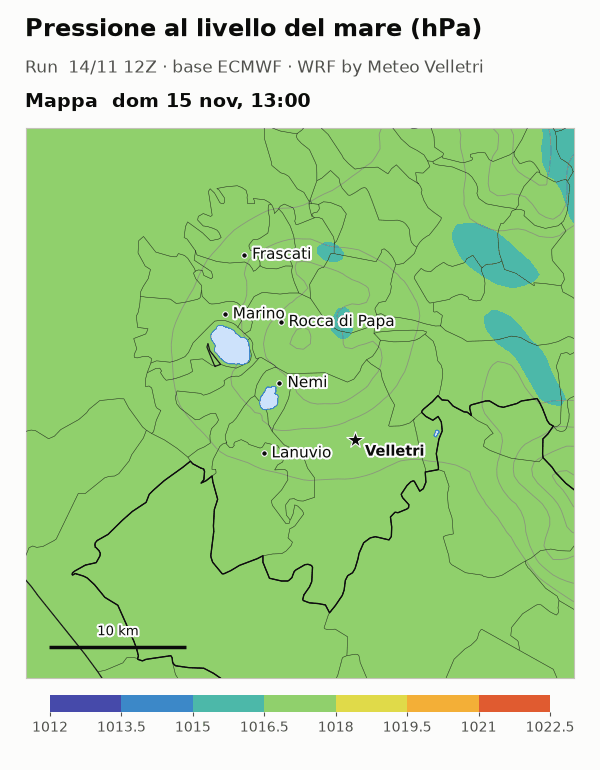 Pressione al livello del mare (hPa)
Run  14/11 12Z · base ECMWF · WRF by Meteo Velletri
Mappa  dom 15 nov, 13:00
Frascati
Marino
Rocca di Papa
Nemi
Velletri
Lanuvio
10 km
1012 1013.5 1015 1016.5 1018 1019.5 1021 1022.5